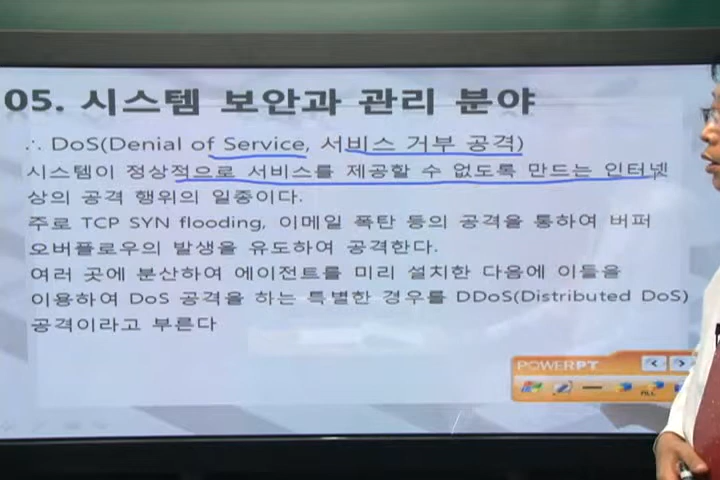 05. 시스템 보안과 관리 분야
∴ DoS(Denial of Service, 서비스 거부 공격)
시스템이 정상적으로 서비스를 제공할 수 없도록 만드는 인터넷
상의 공격 행위의 일종이다.
주로 TCP SYN flooding, 이메일 폭탄 등의 공격을 통하여 버퍼
오버플로우의 발생을 유도하여 공격한다.
여러 곳에 분산하여 에이전트를 미리 설치한 다음에 이들을
이용하여 DoS 공격을 하는 특별한 경우를 DDoS(Distributed DoS)
공격이라고 부른다
POWERPT
ALL